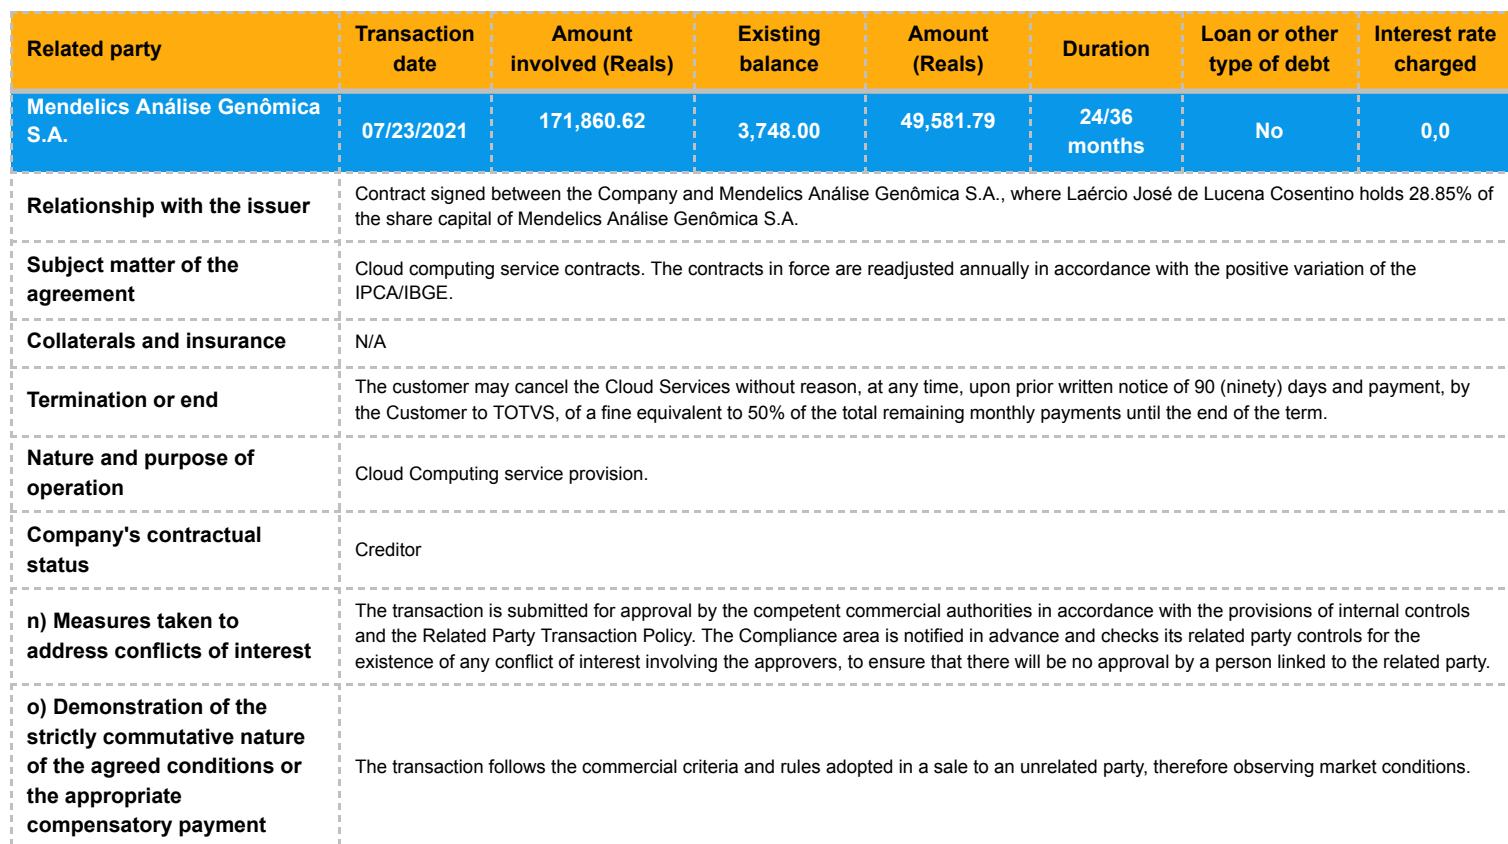 Related party
Transaction date
Amount involved (Reals)
Existing balance
Amount (Reals)
Duration
Loan or other type of debt
Interest rate charged
Mendelics Análise Genômica S.A.
07/23/2021
171,860.62
3,748.00
49,581.79
24/36 months
No
0,0
Relationship with the issuer
Contract signed between the Company and Mendelics Análise Genômica S.A., where Laércio José de Lucena Cosentino holds 28.85% of
the share capital of Mendelics Análise Genômica S.A.
Subject matter of the
agreement
Cloud computing service contracts. The contracts in force are readjusted annually in accordance with the positive variation of the
IPCA/IBGE.
Collaterals and insurance
N/A
Termination or end
The customer may cancel the Cloud Services without reason, at any time, upon prior written notice of 90 (ninety) days and payment, by
the Customer to TOTVS, of a fine equivalent to 50% of the total remaining monthly payments until the end of the term.
Nature and purpose of
operation
Cloud Computing service provision.
Company's contractual
status
Creditor
n) Measures taken to
address conflicts of interest
The transaction is submitted for approval by the competent commercial authorities in accordance with the provisions of internal controls
and the Related Party Transaction Policy. The Compliance area is notified in advance and checks its related party controls for the
existence of any conflict of interest involving the approvers, to ensure that there will be no approval by a person linked to the related party.
o) Demonstration of the
strictly commutative nature
of the agreed conditions or
the appropriate
compensatory payment
The transaction follows the commercial criteria and rules adopted in a sale to an unrelated party, therefore observing market conditions.